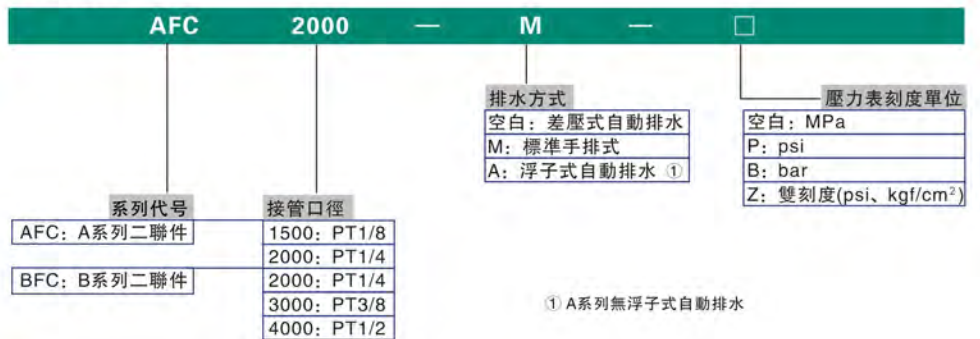 AFC 2000 — M — □
排水方式
空白：差壓式自動排水
M：標準手排式
A：浮子式自動排水 ①
壓力表刻度單位
空白：MPa
P：psi
B：bar
Z：雙刻度(psi、kgf/cm²)
系列代号
AFC：A系列二聯件
BFC：B系列二聯件
接管口徑
1500：PT1/8
2000：PT1/4
2000：PT1/4
3000：PT3/8
4000：PT1/2
① A系列無浮子式自動排水